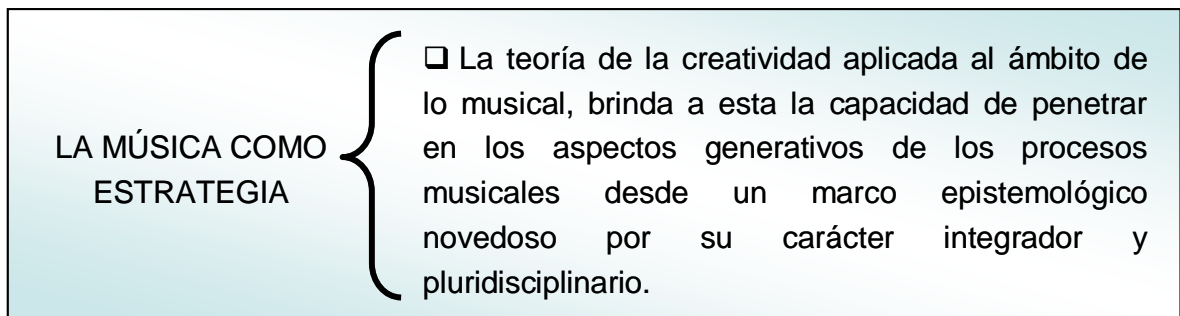 LA MÚSICA COMO
ESTRATEGIA
❑ La teoría de la creatividad aplicada al ámbito de
lo musical, brinda a esta la capacidad de penetrar
en los aspectos generativos de los procesos
musicales desde un marco epistemológico
novedoso por su carácter integrador y
pluridisciplinario.